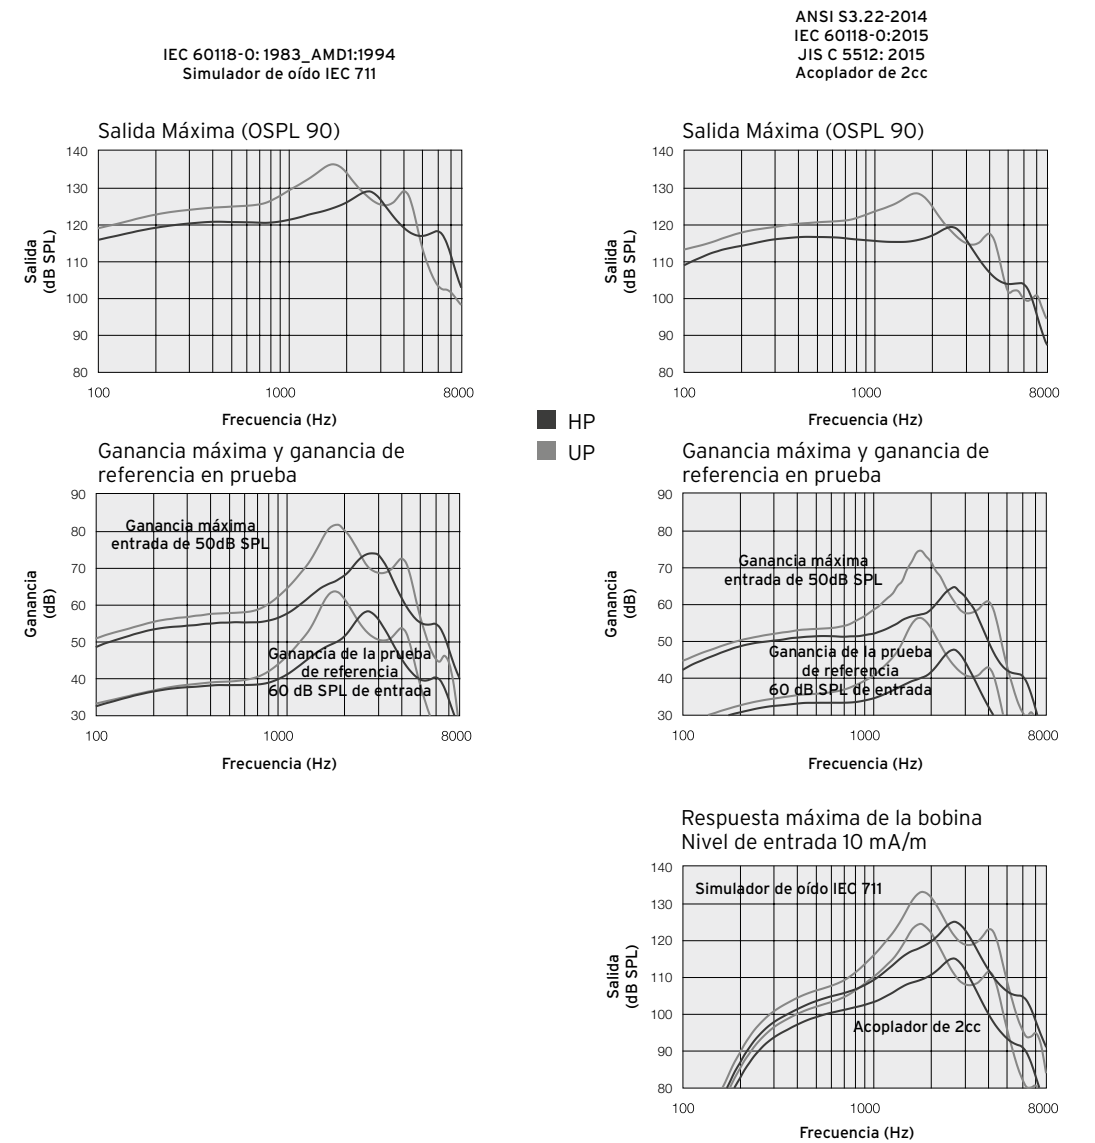 IEC 60118-0: 1983_AMD1:1994
Simulador de oído IEC 711
Salida Máxima (OSPL 90)
140
130
120
110
100
90
80
Salida
(dB SPL)
100
1000
8000
Frecuencia (Hz)
Ganancia máxima y ganancia de
referencia en prueba
90
80
70
60
50
40
30
Ganancia
(dB)
Ganancia máxima
entrada de 50dB SPL
Ganancia de la prueba
de referencia
60 dB SPL de entrada
100
1000
8000
Frecuencia (Hz)
HP
UP
ANSI S3.22-2014
IEC 60118-0:2015
JIS C 5512: 2015
Acoplador de 2cc
Salida Máxima (OSPL 90)
140
130
120
110
100
90
80
Salida
(dB SPL)
100
1000
8000
Frecuencia (Hz)
Ganancia máxima y ganancia de
referencia en prueba
90
80
70
60
50
40
30
Ganancia
(dB)
Ganancia máxima
entrada de 50dB SPL
Ganancia de la prueba
de referencia
60 dB SPL de entrada
100
1000
8000
Frecuencia (Hz)
Respuesta máxima de la bobina
Nivel de entrada 10 mA/m
140
130
120
110
100
90
80
Salida
(dB SPL)
Simulador de oído IEC 711
Acoplador de 2cc
100
1000
8000
Frecuencia (Hz)